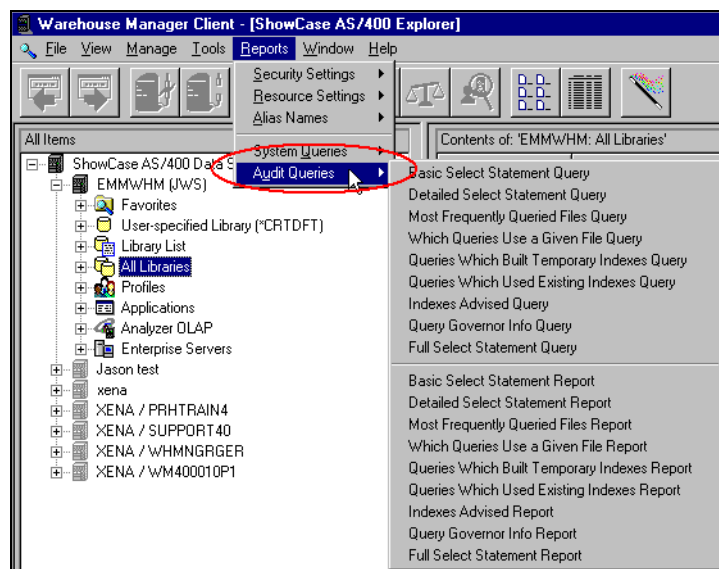 Warehouse Manager Client - [ShowCase AS/400 Explorer]
File View Manage Tools Reports Window Help
Security Settings
Resource Settings
Alias Names
System Queries
Audit Queries
All Items
Contents of: 'EMMWHM: All Libraries'
ShowCase AS/400 Data S
EMMWHM (JWS)
Favorites
User-specified Library (*CRTDFT)
Library List
All Libraries
Profiles
Applications
Analyzer OLAP
Enterprise Servers
Jason test
xena
XENA / PRHTRAIN4
XENA / SUPPORT40
XENA / WHMNGRGER
XENA / WM400010P1
Basic Select Statement Query
Detailed Select Statement Query
Most Frequently Queried Files Query
Which Queries Use a Given File Query
Queries Which Built Temporary Indexes Query
Queries Which Used Existing Indexes Query
Indexes Advised Query
Query Governor Info Query
Full Select Statement Query
Basic Select Statement Report
Detailed Select Statement Report
Most Frequently Queried Files Report
Which Queries Use a Given File Report
Queries Which Built Temporary Indexes Report
Queries Which Used Existing Indexes Report
Indexes Advised Report
Query Governor Info Report
Full Select Statement Report